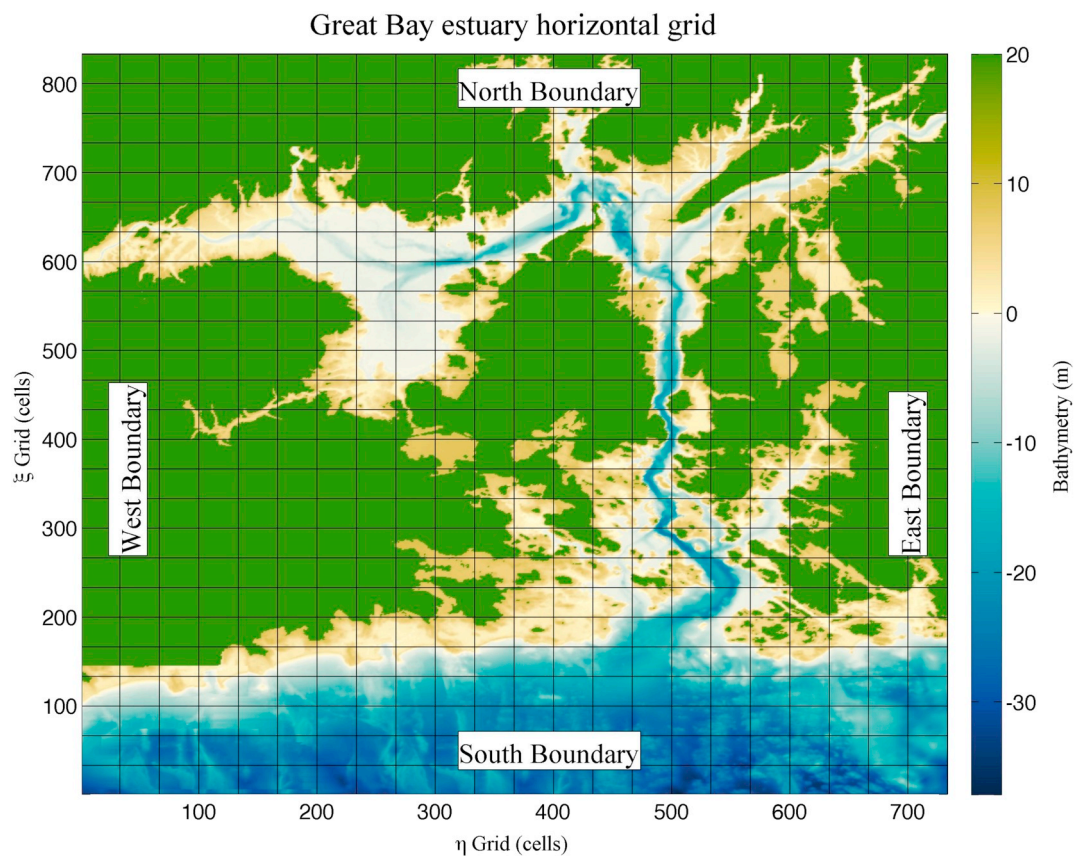 Great Bay estuary horizontal grid
North Boundary
West Boundary
East Boundary
South Boundary
800
700
600
500
400
300
200
100
ξ Grid (cells)
100
200
300
400
500
600
700
η Grid (cells)
20
10
0
-10
-20
-30
Bathymetry (m)